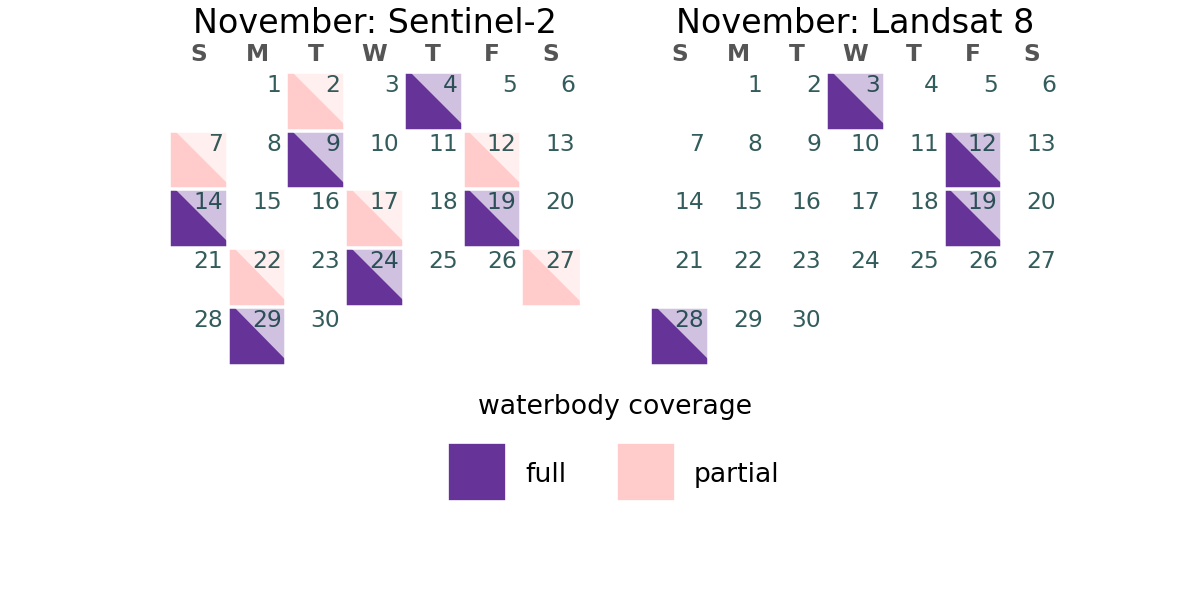 November: Sentinel-2
S M T W T F S
1 2 3 4 5 6
7 8 9 10 11 12 13
14 15 16 17 18 19 20
21 22 23 24 25 26 27
28 29 30
November: Landsat 8
S M T W T F S
1 2 3 4 5 6
7 8 9 10 11 12 13
14 15 16 17 18 19 20
21 22 23 24 25 26 27
28 29 30
waterbody coverage
full partial